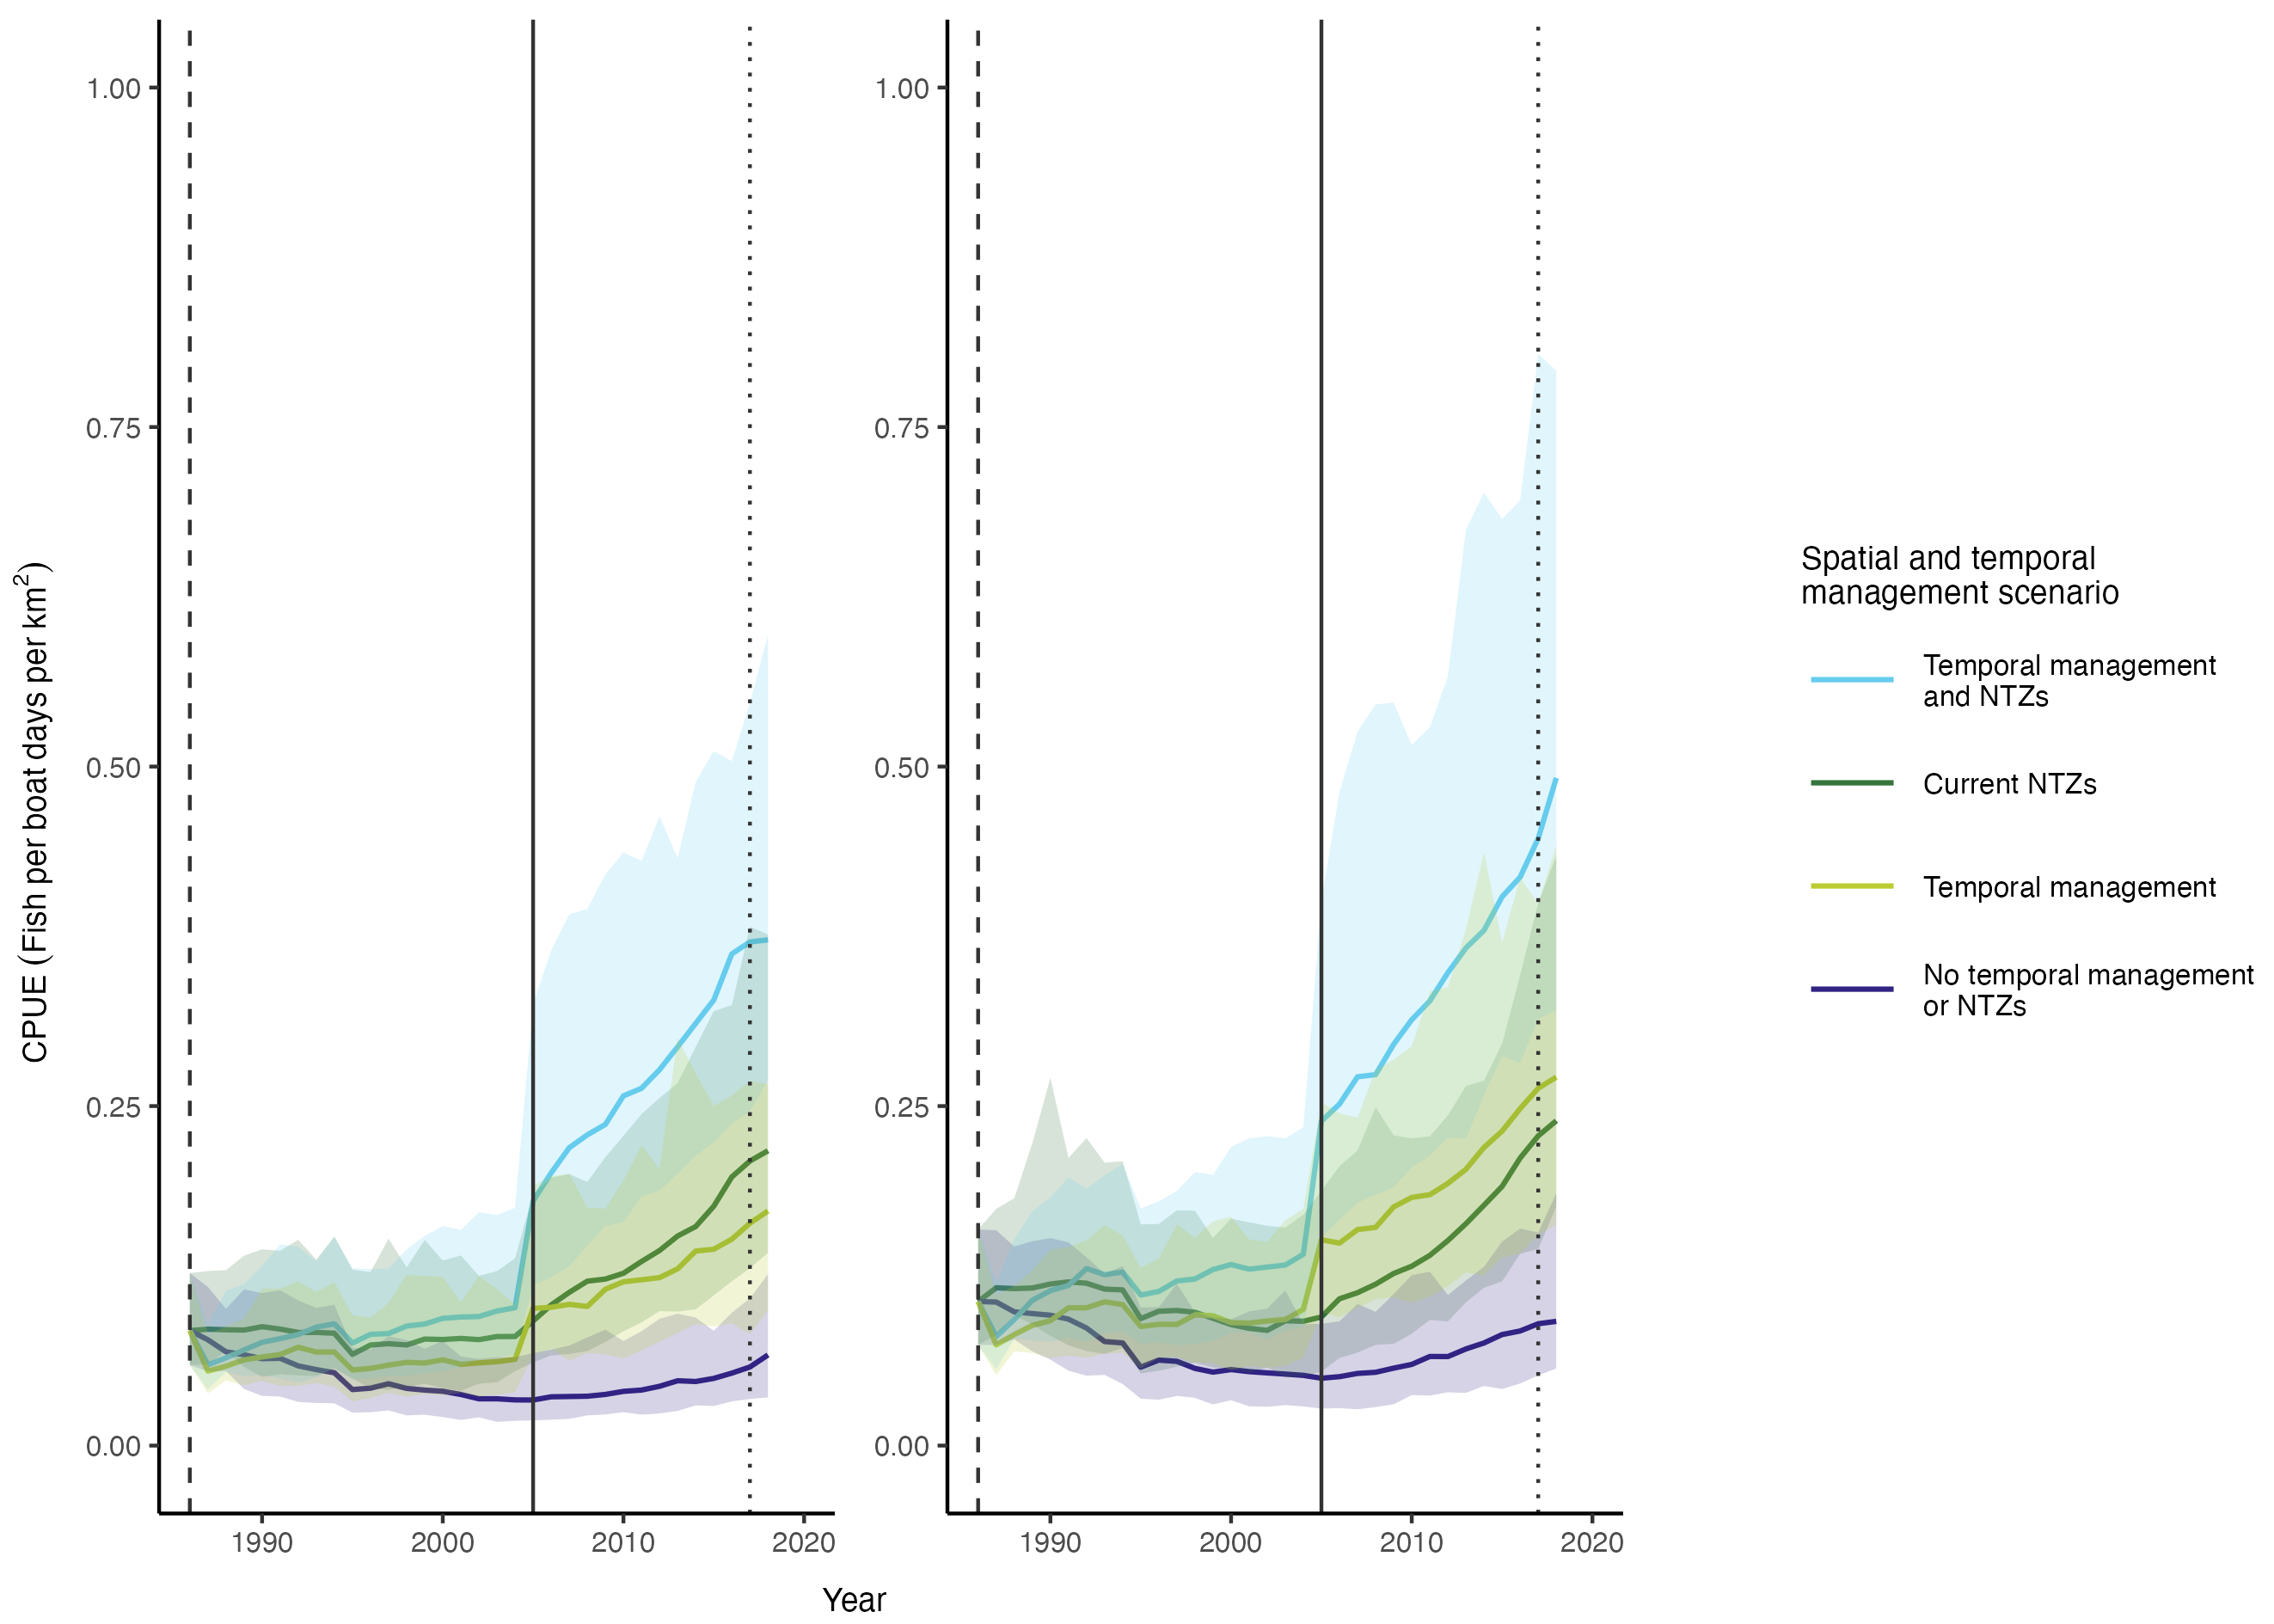 CPUE (Fish per boat days per km²)
1.00
0.75
0.50
0.25
0.00
1990
2000
2010
2020
1.00
0.75
0.50
0.25
0.00
1990
2000
2010
2020
Year
Spatial and temporal
management scenario
Temporal management
and NTZs
Current NTZs
Temporal management
No temporal management
or NTZs